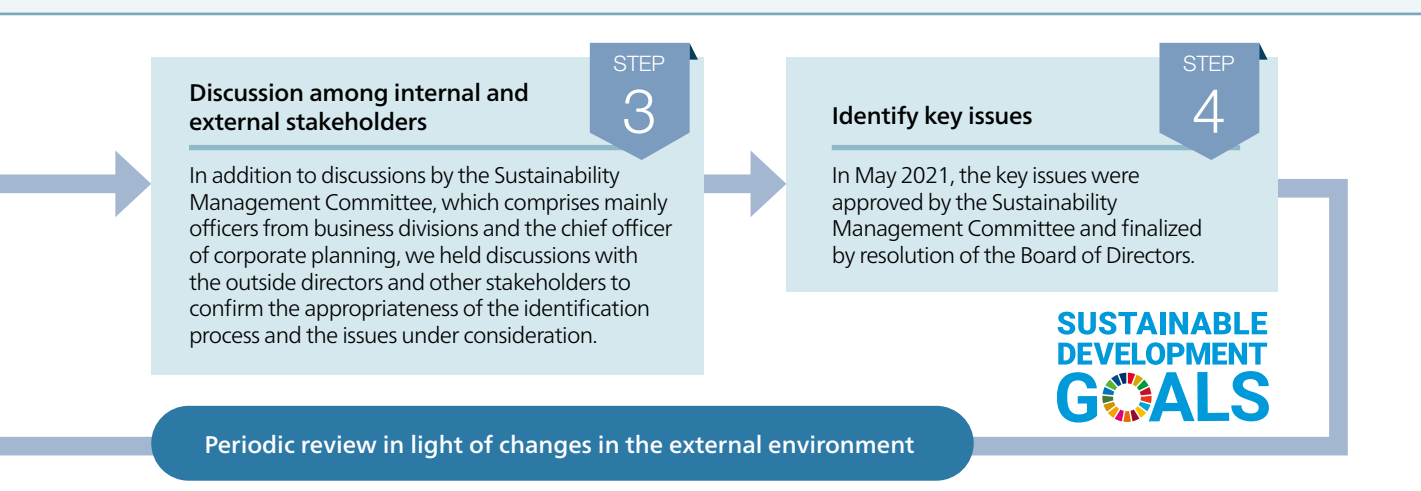 STEP
3
Discussion among internal and
external stakeholders
In addition to discussions by the Sustainability
Management Committee, which comprises mainly
officers from business divisions and the chief officer
of corporate planning, we held discussions with
the outside directors and other stakeholders to
confirm the appropriateness of the identification
process and the issues under consideration.
STEP
4
Identify key issues
In May 2021, the key issues were
approved by the Sustainability
Management Committee and finalized
by resolution of the Board of Directors.
SUSTAINABLE
DEVELOPMENT
GOALS
Periodic review in light of changes in the external environment